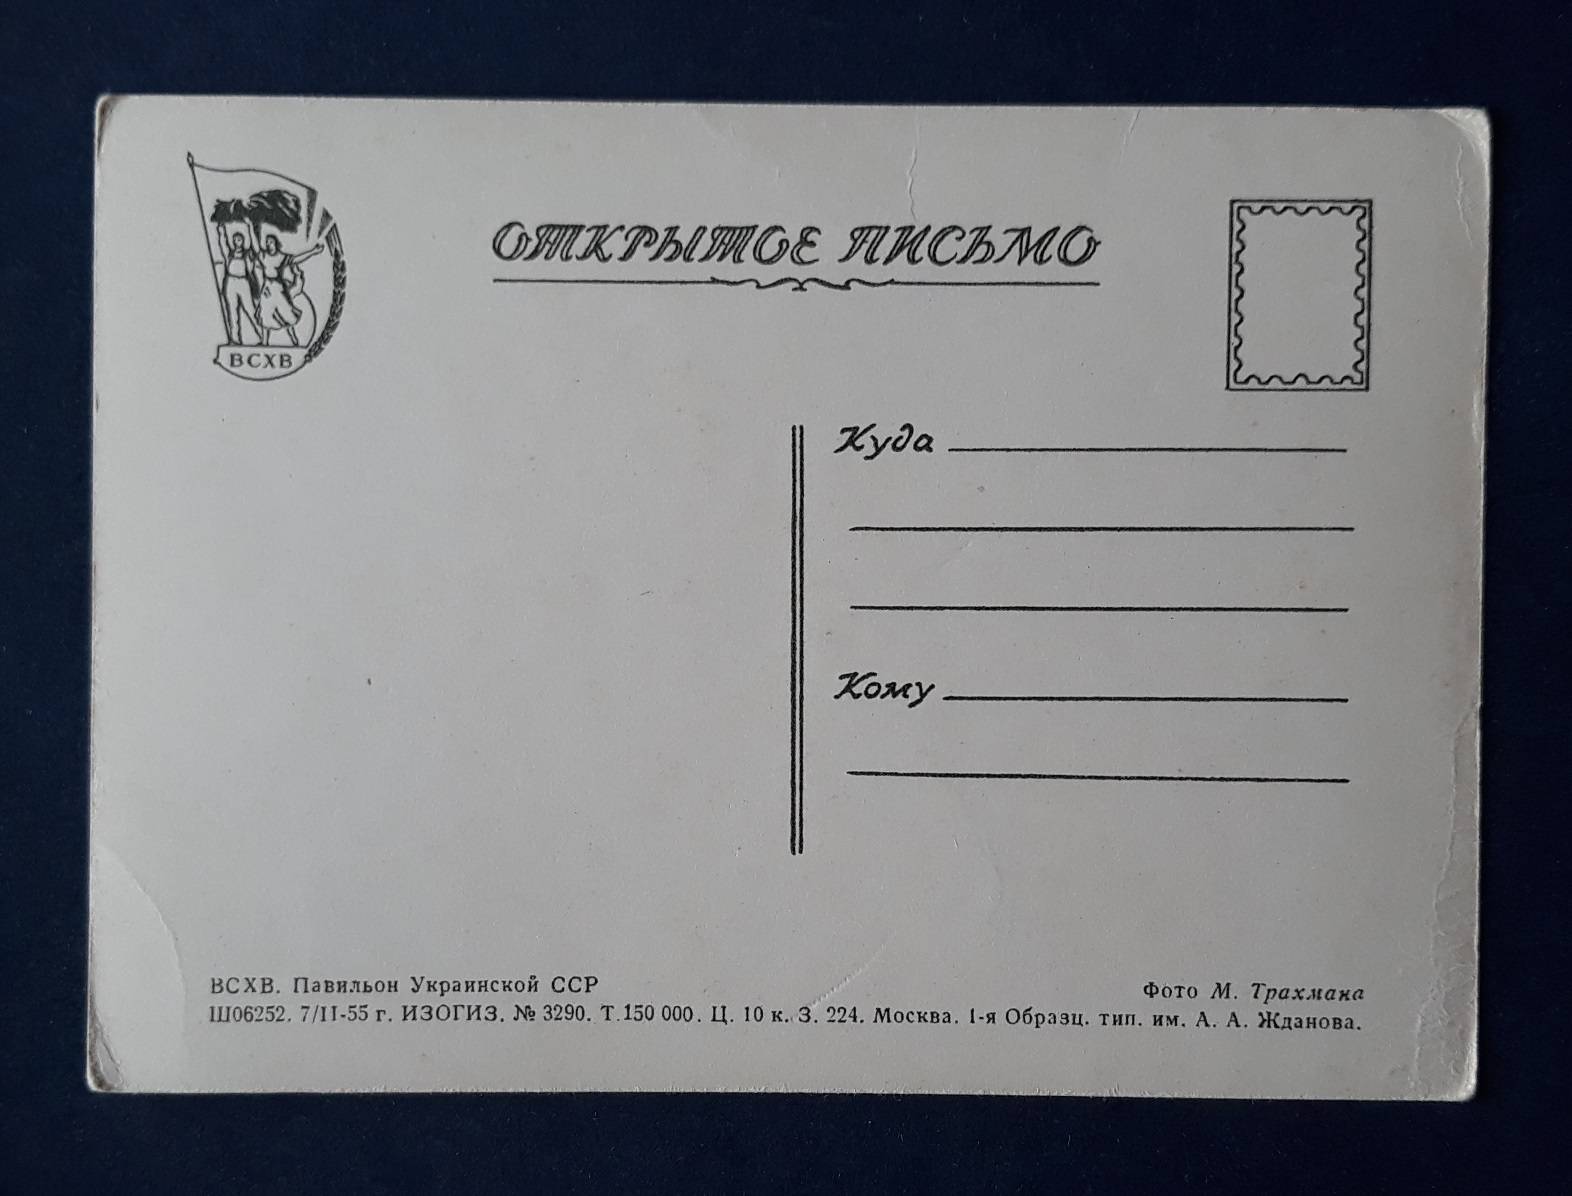 ВСХВ
ОТКРЫТОЕ ПИСЬМО
Куда
Кому
ВСХВ. Павильон Украинской ССР
Фото М. Трахмана
Ш06252. 7/II-55 г. ИЗОГИЗ. № 3290. Т.150 000. Ц. 10 к. З. 224. Москва. 1-я Образц. тип. им. А. А. Жданова.